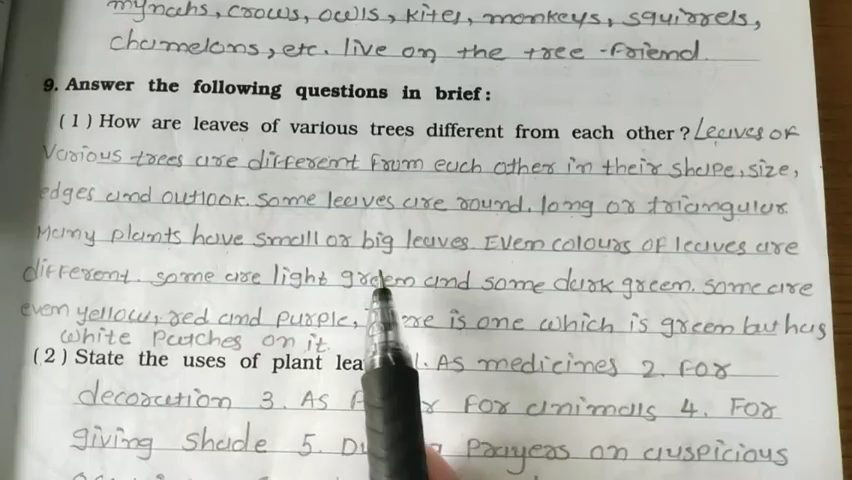 mynahs, crows, owls, kites, monkeys, squirrels,
chamelons, etc. live on the tree-friend.
9. Answer the following questions in brief:
(1) How are leaves of various trees different from each other? Leaves of
various trees are different from each other in their shape, size,
edges and outlook. some leaves are round, long or triangular.
Many plants have small or big leaves. Even colours of leaves are
different. some are light green and some dark green. some are
even yellow, red and purple, is one which is green but has
white patches on it.
(2) State the uses of plant 1. As medicines 2. For
decoration 3. As for animals 4. For
giving shade 5. prayers on auspicious